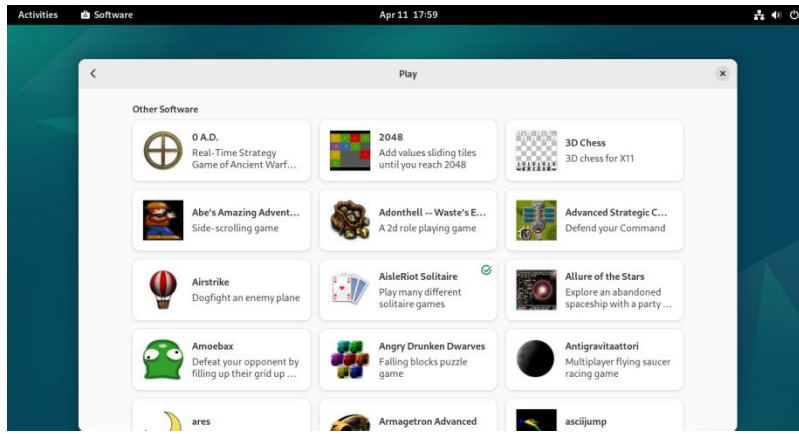 Activities Software Apr 11 17:59
Play
Other Software
0 A.D.
Real-Time Strategy
Game of Ancient Warf...
2048
Add values sliding tiles
until you reach 2048
3D Chess
3D chess for X11
Abe's Amazing Advent...
Side-scrolling game
Adonthell -- Waste's E...
A 2d role playing game
Advanced Strategic C...
Defend your Command
Airstrike
Dogfight an enemy plane
AisleRiot Solitaire
Play many different
solitaire games
Allure of the Stars
Explore an abandoned
spaceship with a party ...
Amoebax
Defeat your opponent by
filling up their grid up ...
Angry Drunken Dwarves
Falling blocks puzzle
game
Antigravitaattori
Multiplayer flying saucer
racing game
ares
Armagetron Advanced
asciijump